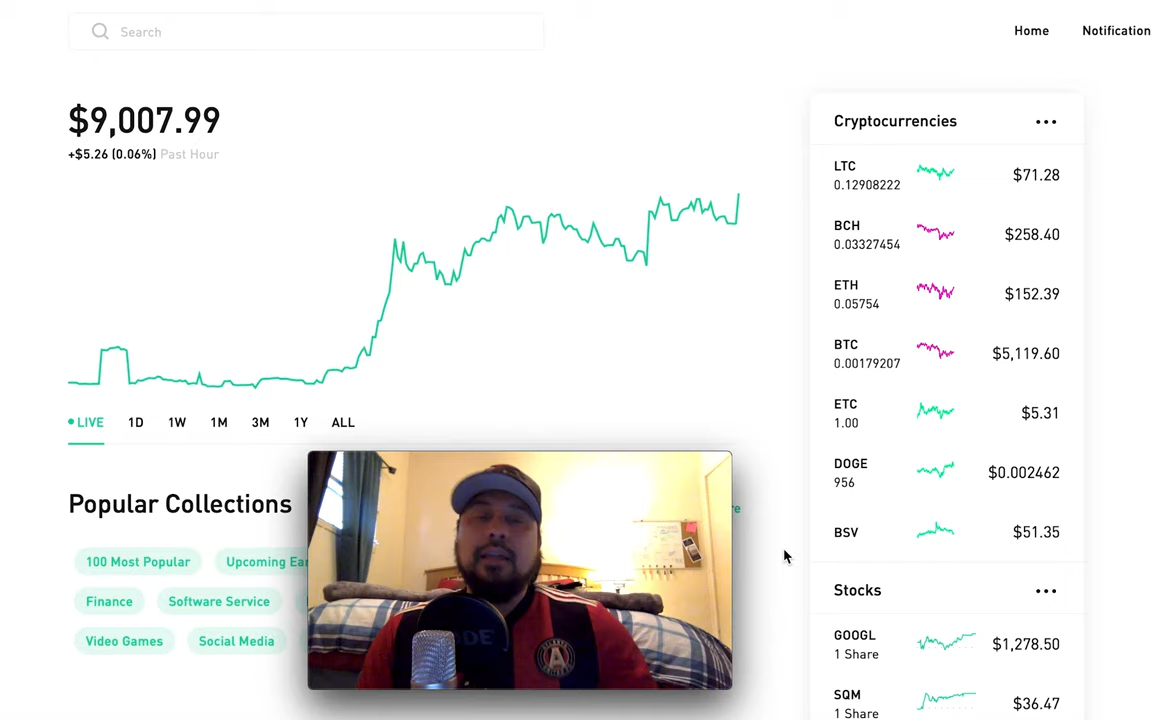 Search
Home
Notification
$9,007.99
+$5.26 (0.06%) Past Hour
LIVE
1D
1W
1M
3M
1Y
ALL
Popular Collections
100 Most Popular
Upcoming Ear
Finance
Software Service
Video Games
Social Media
Cryptocurrencies
LTC
0.12908222
$71.28
BCH
0.03327454
$258.40
ETH
0.05754
$152.39
BTC
0.00179207
$5,119.60
ETC
1.00
$5.31
DOGE
956
$0.002462
BSV
$51.35
Stocks
GOOGL
1 Share
$1,278.50
SQM
1 Share
$36.47